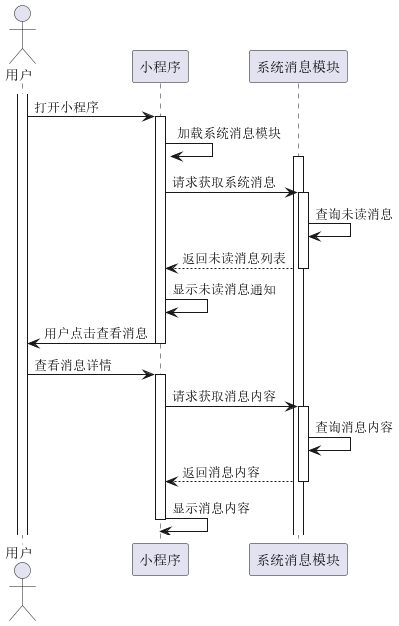 用户
小程序
系统消息模块
打开小程序
加载系统消息模块
请求获取系统消息
查询未读消息
返回未读消息列表
显示未读消息通知
用户点击查看消息
查看消息详情
请求获取消息内容
查询消息内容
返回消息内容
显示消息内容
用户
小程序
系统消息模块